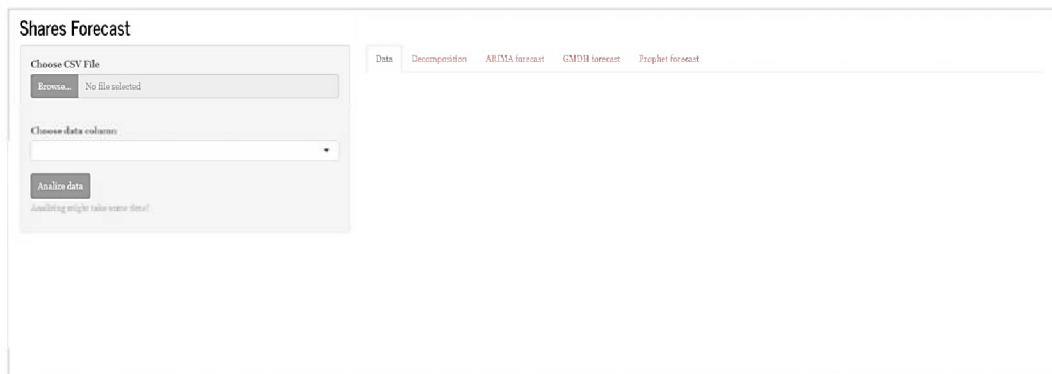 Shares Forecast
Choose CSV File
Browse... No file selected
Choose data column
Analize data
Analizing might take some time!
Data Decomposition ARIMA forecast GMDH forecast Prophet forecast